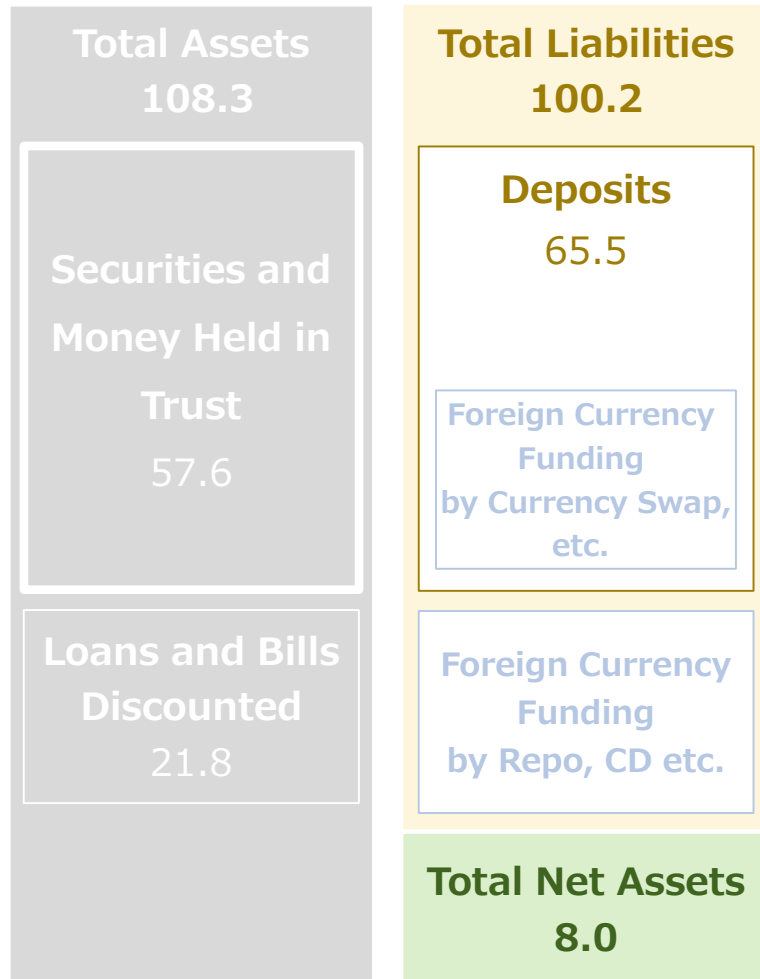 Total Assets
108.3
Securities and
Money Held in
Trust
57.6
Loans and Bills
Discounted
21.8
Total Liabilities
100.2
Deposits
65.5
Foreign Currency
Funding
by Currency Swap,
etc.
Foreign Currency
Funding
by Repo, CD etc.
Total Net Assets
8.0